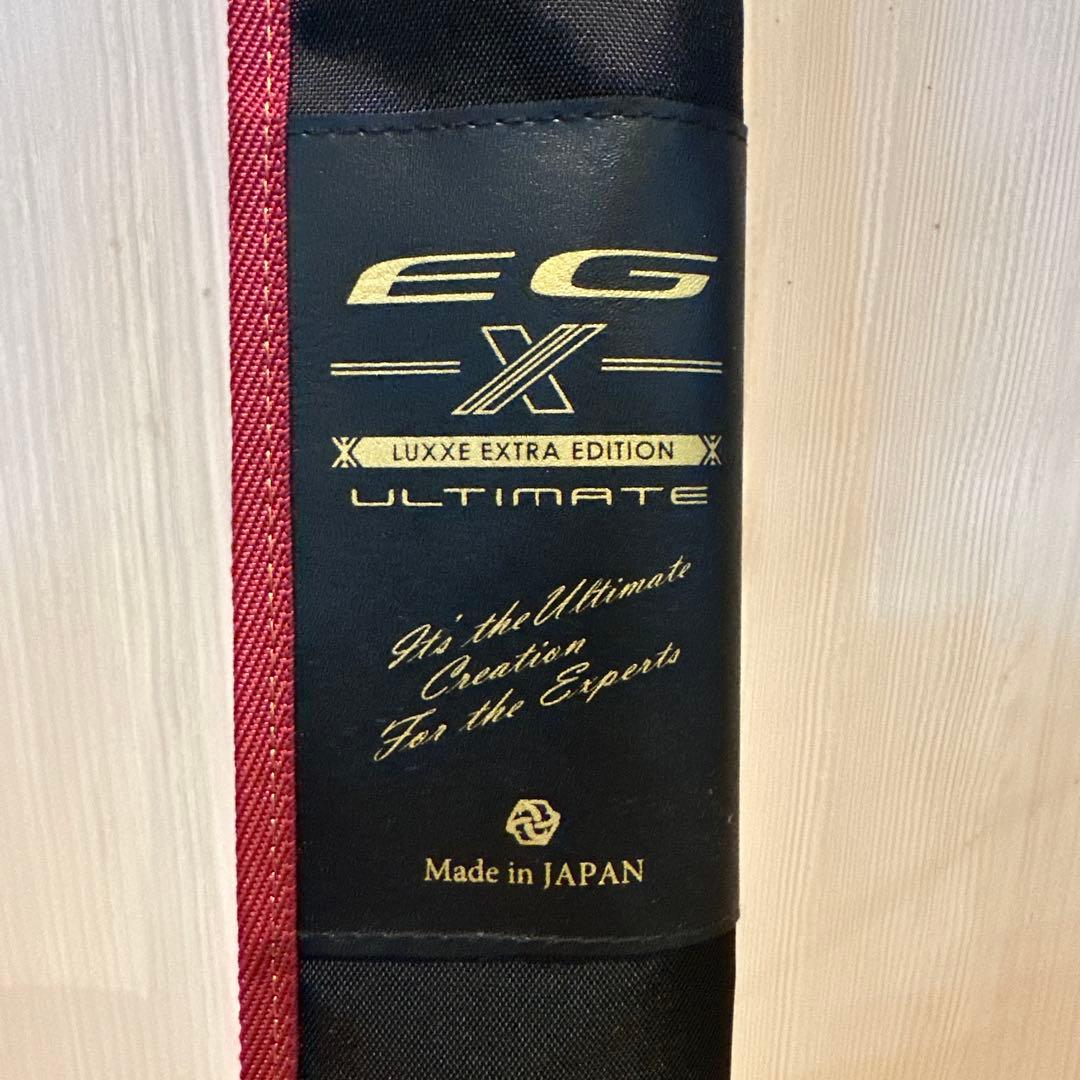 EG
X
LUXXE EXTRA EDITION
ULTIMATE
It's the Ultimate
Creation
For the Experts
Made in JAPAN